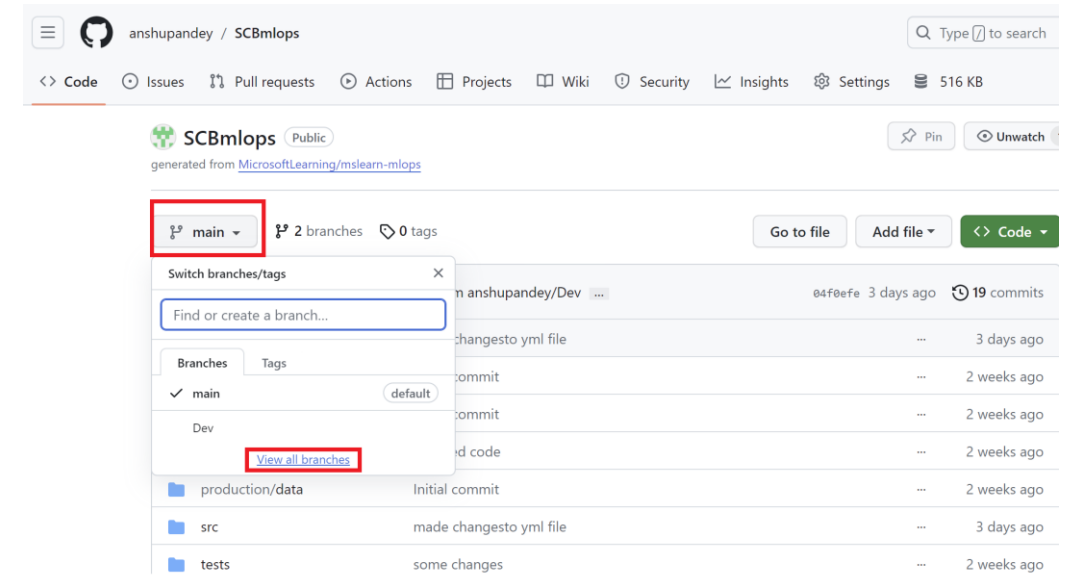 anshupandey / SCBmlops
Type / to search
<> Code Issues Pull requests Actions Projects Wiki Security Insights Settings 516 KB
SCBmlops Public
Pin Unwatch
generated from MicrosoftLearning/mslearn-mlops
main 2 branches 0 tags
Go to file Add file <> Code
Switch branches/tags
anshupandey/Dev ... 04f0efe 3 days ago 19 commits
Find or create a branch...
changesto yml file ... 3 days ago
Branches Tags
commit ... 2 weeks ago
main default
commit ... 2 weeks ago
Dev
code ... 2 weeks ago
View all branches
production/data Initial commit ... 2 weeks ago
src made changesto yml file ... 3 days ago
tests some changes ... 2 weeks ago